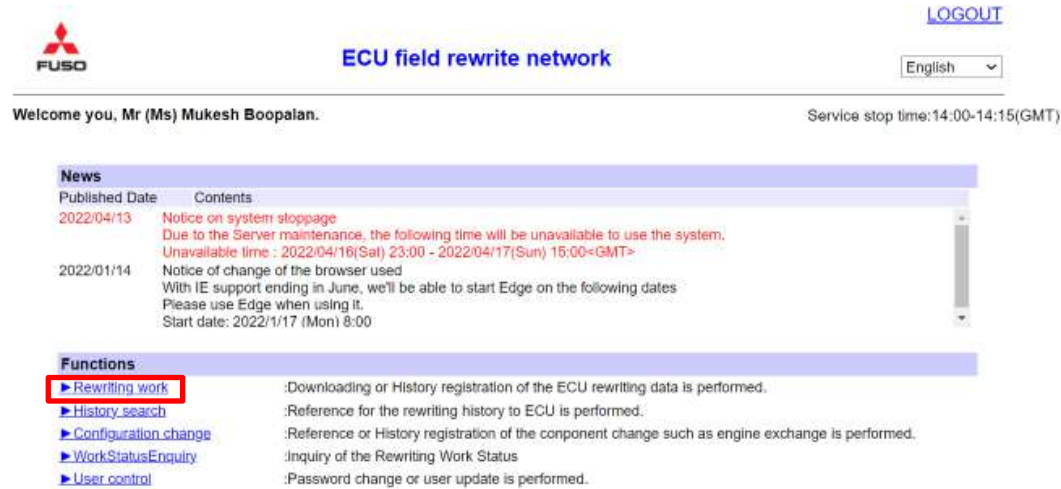 LOGOUT
FUSO
ECU field rewrite network
English
Welcome you, Mr (Ms) Mukesh Boopalan.
Service stop time:14:00-14:15(GMT)
News
Published Date Contents
2022/04/13 Notice on system stoppage
Due to the Server maintenance, the following time will be unavailable to use the system.
Unavailable time : 2022/04/16(Sat) 23:00 - 2022/04/17(Sun) 15:00<GMT>
2022/01/14 Notice of change of the browser used
With IE support ending in June, we'll be able to start Edge on the following dates
Please use Edge when using it.
Start date: 2022/1/17 (Mon) 8:00
Functions
►Rewriting work :Downloading or History registration of the ECU rewriting data is performed.
►History search :Reference for the rewriting history to ECU is performed.
►Configuration change :Reference or History registration of the conponent change such as engine exchange is performed.
►WorkStatusEnquiry :Inquiry of the Rewriting Work Status
►User control :Password change or user update is performed.